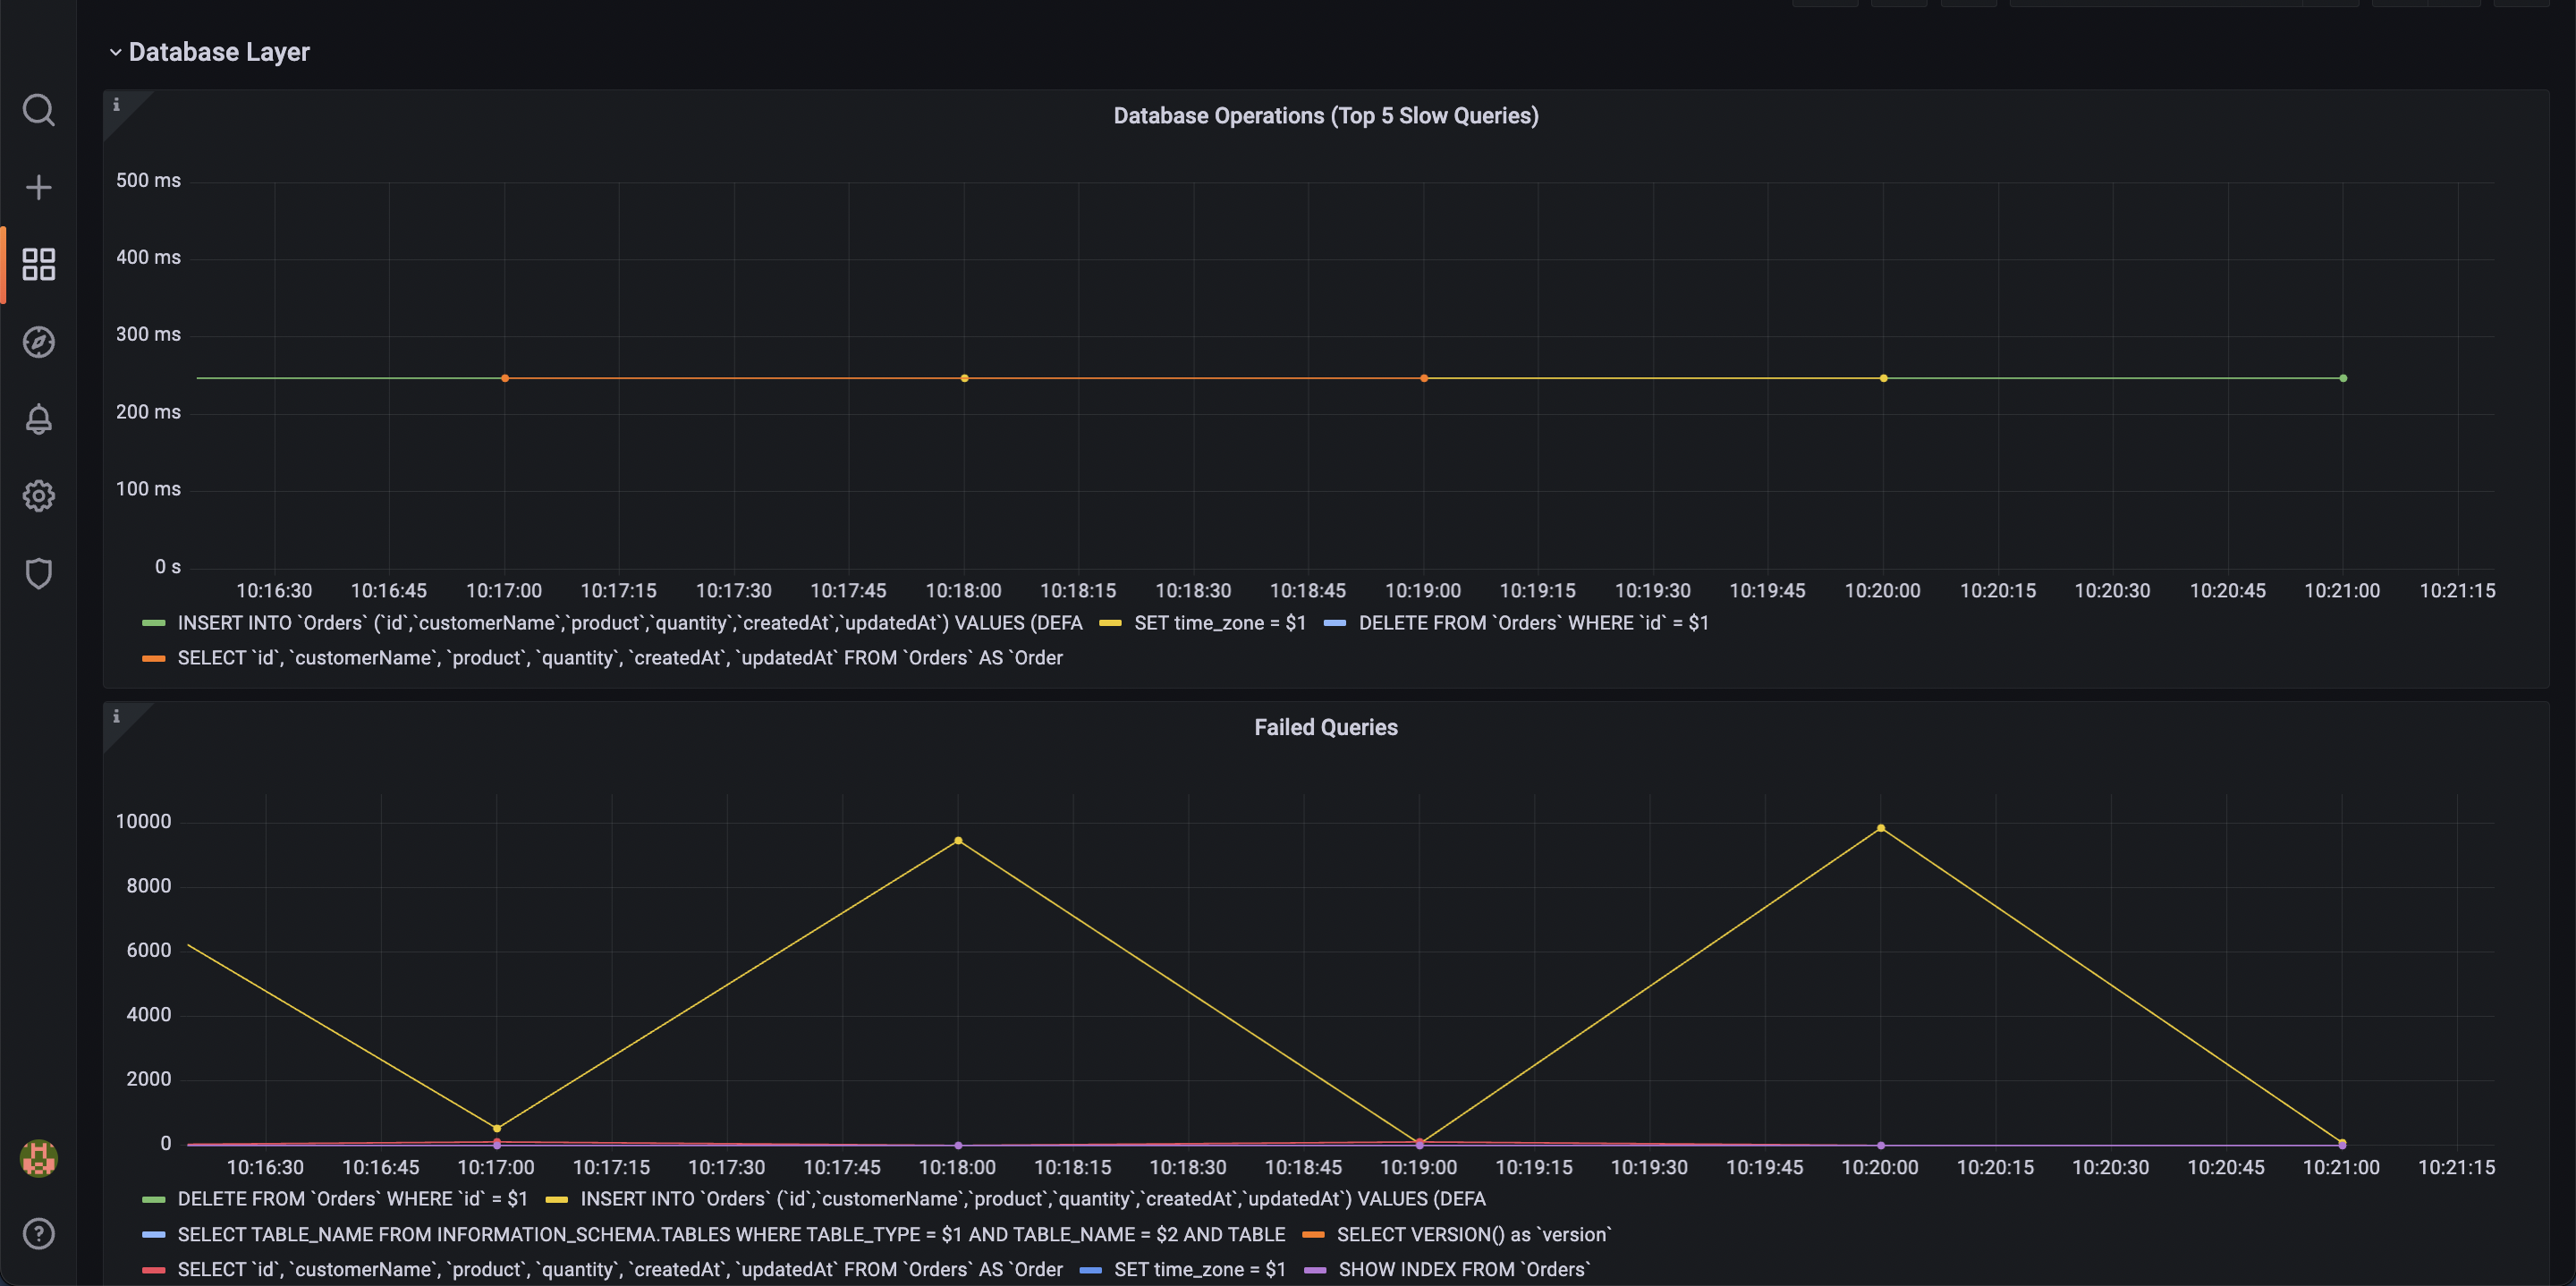 Database Layer
i
Database Operations (Top 5 Slow Queries)
500 ms
400 ms
300 ms
200 ms
100 ms
0 s
10:16:30 10:16:45 10:17:00 10:17:15 10:17:30 10:17:45 10:18:00 10:18:15 10:18:30 10:18:45 10:19:00 10:19:15 10:19:30 10:19:45 10:20:00 10:20:15 10:20:30 10:20:45 10:21:00 10:21:15
INSERT INTO `Orders` (`id`,`customerName`,`product`,`quantity`,`createdAt`,`updatedAt`) VALUES (DEFA SET time_zone = $1 DELETE FROM `Orders` WHERE `id` = $1
SELECT `id`, `customerName`, `product`, `quantity`, `createdAt`, `updatedAt` FROM `Orders` AS `Order
i
Failed Queries
10000
8000
6000
4000
2000
0
10:16:30 10:16:45 10:17:00 10:17:15 10:17:30 10:17:45 10:18:00 10:18:15 10:18:30 10:18:45 10:19:00 10:19:15 10:19:30 10:19:45 10:20:00 10:20:15 10:20:30 10:20:45 10:21:00 10:21:15
DELETE FROM `Orders` WHERE `id` = $1 INSERT INTO `Orders` (`id`,`customerName`,`product`,`quantity`,`createdAt`,`updatedAt`) VALUES (DEFA
SELECT TABLE_NAME FROM INFORMATION_SCHEMA.TABLES WHERE TABLE_TYPE = $1 AND TABLE_NAME = $2 AND TABLE SELECT VERSION() as `version`
SELECT `id`, `customerName`, `product`, `quantity`, `createdAt`, `updatedAt` FROM `Orders` AS `Order SET time_zone = $1 SHOW INDEX FROM `Orders`